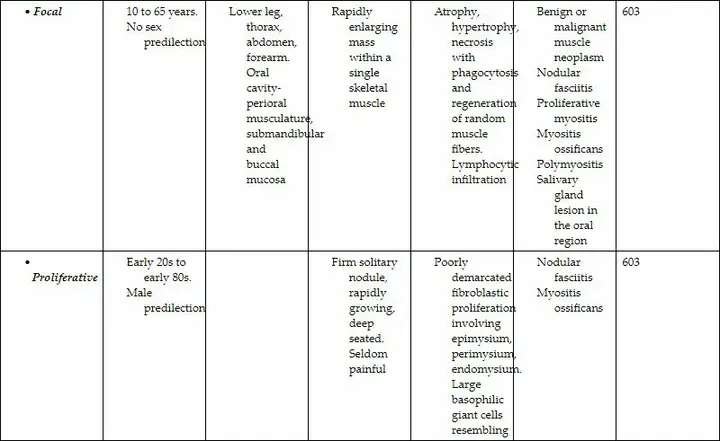 • Focal
10 to 65 years.
No sex
predilection
Lower leg,
thorax,
abdomen,
forearm.
Oral
cavity-
perioral
musculature,
submandibular
and
buccal
mucosa
Rapidly
enlarging
mass
within a
single
skeletal
muscle
Atrophy,
hypertrophy,
necrosis
with
phagocytosis
and
regeneration
of random
muscle
fibers.
Lymphocytic
infiltration
Benign or
malignant
muscle
neoplasm
Nodular
fasciitis
Proliferative
myositis
Myositis
ossificans
Polymyositis
Salivary
gland
lesion in
the oral
region
603
•
Proliferative
Early 20s to
early 80s.
Male
predilection
Firm solitary
nodule,
rapidly
growing,
deep
seated.
Seldom
painful
Poorly
demarcated
fibroblastic
proliferation
involving
epimysium,
perimysium,
endomysium.
Large
basophilic
giant cells
resembling
Nodular
fasciitis
Myositis
ossificans
603